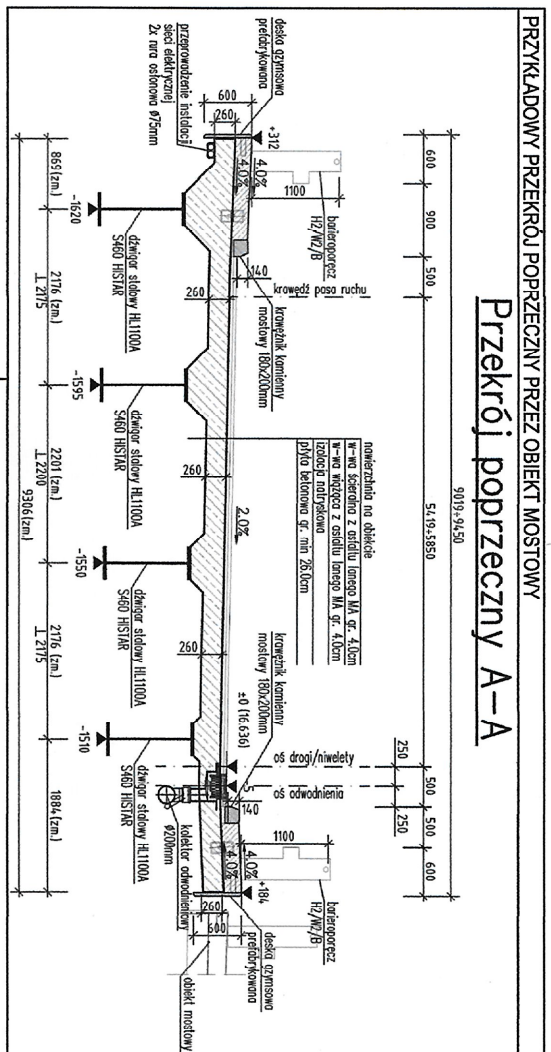 PRZYKŁADOWY PRZEKRÓJ POPRZECZNY PRZEZ OBIEKT MOSTOWY
Przekrój poprzeczny A-A
9019÷9450
600
900
500
5419÷5850
250
500
250
500
600
deska gzymsowa
prefabrykowana
+312
1100
barieroporęcz
H2/W2/B
600
260
4.0%
4.0%
140
krawędź pasa ruchu
krawężnik kamienny
mostowy 180x200mm
nawierzchnia na obiekcie
w-wa ścieralna z asfaltu lanego MA gr. 4.0cm
w-wa wiążąca z asfaltu lanego MA gr. 4.0cm
izolacja natryskowa
płyta betonowa gr. min 26.0cm
krawężnik kamienny
mostowy 180x200mm
±0 (16.636)
oś drogi/niwelety
oś odwodnienia
-5
140
1100
barieroporęcz
H2/W2/B
4.0%
4.0%
+184
deska gzymsowa
prefabrykowana
260
600
obiekt mostowy
przeprowadzenie instalacji
sieci elektrycznej
2x rura osłonowa ø75mm
260
260
2.0%
260
kolektor odwodnieniowy
ø200mm
-1620
dźwigar stalowy HL1100A
S460 HISTAR
-1595
dźwigar stalowy HL1100A
S460 HISTAR
-1550
dźwigar stalowy HL1100A
S460 HISTAR
-1510
dźwigar stalowy HL1100A
S460 HISTAR
869(zm.)
2176 (zm.)
⊥ 2175
2201 (zm.)
⊥ 2200
2176 (zm.)
⊥ 2175
1884(zm.)
9306(zm.)